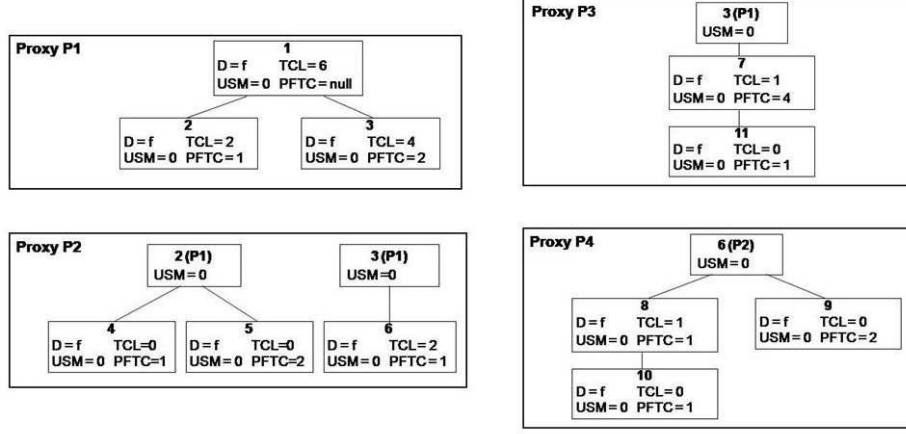 Proxy P1
1
D=f TCL=6
USM=0 PFTC=null
2
D=f TCL=2
USM=0 PFTC=1
3
D=f TCL=4
USM=0 PFTC=2
Proxy P3
3(P1)
USM=0
7
D=f TCL=1
USM=0 PFTC=4
11
D=f TCL=0
USM=0 PFTC=1
Proxy P2
2(P1)
USM=0
3(P1)
USM=0
4
D=f TCL=0
USM=0 PFTC=1
5
D=f TCL=0
USM=0 PFTC=2
6
D=f TCL=2
USM=0 PFTC=1
Proxy P4
6(P2)
USM=0
8
D=f TCL=1
USM=0 PFTC=1
9
D=f TCL=0
USM=0 PFTC=2
10
D=f TCL=0
USM=0 PFTC=1